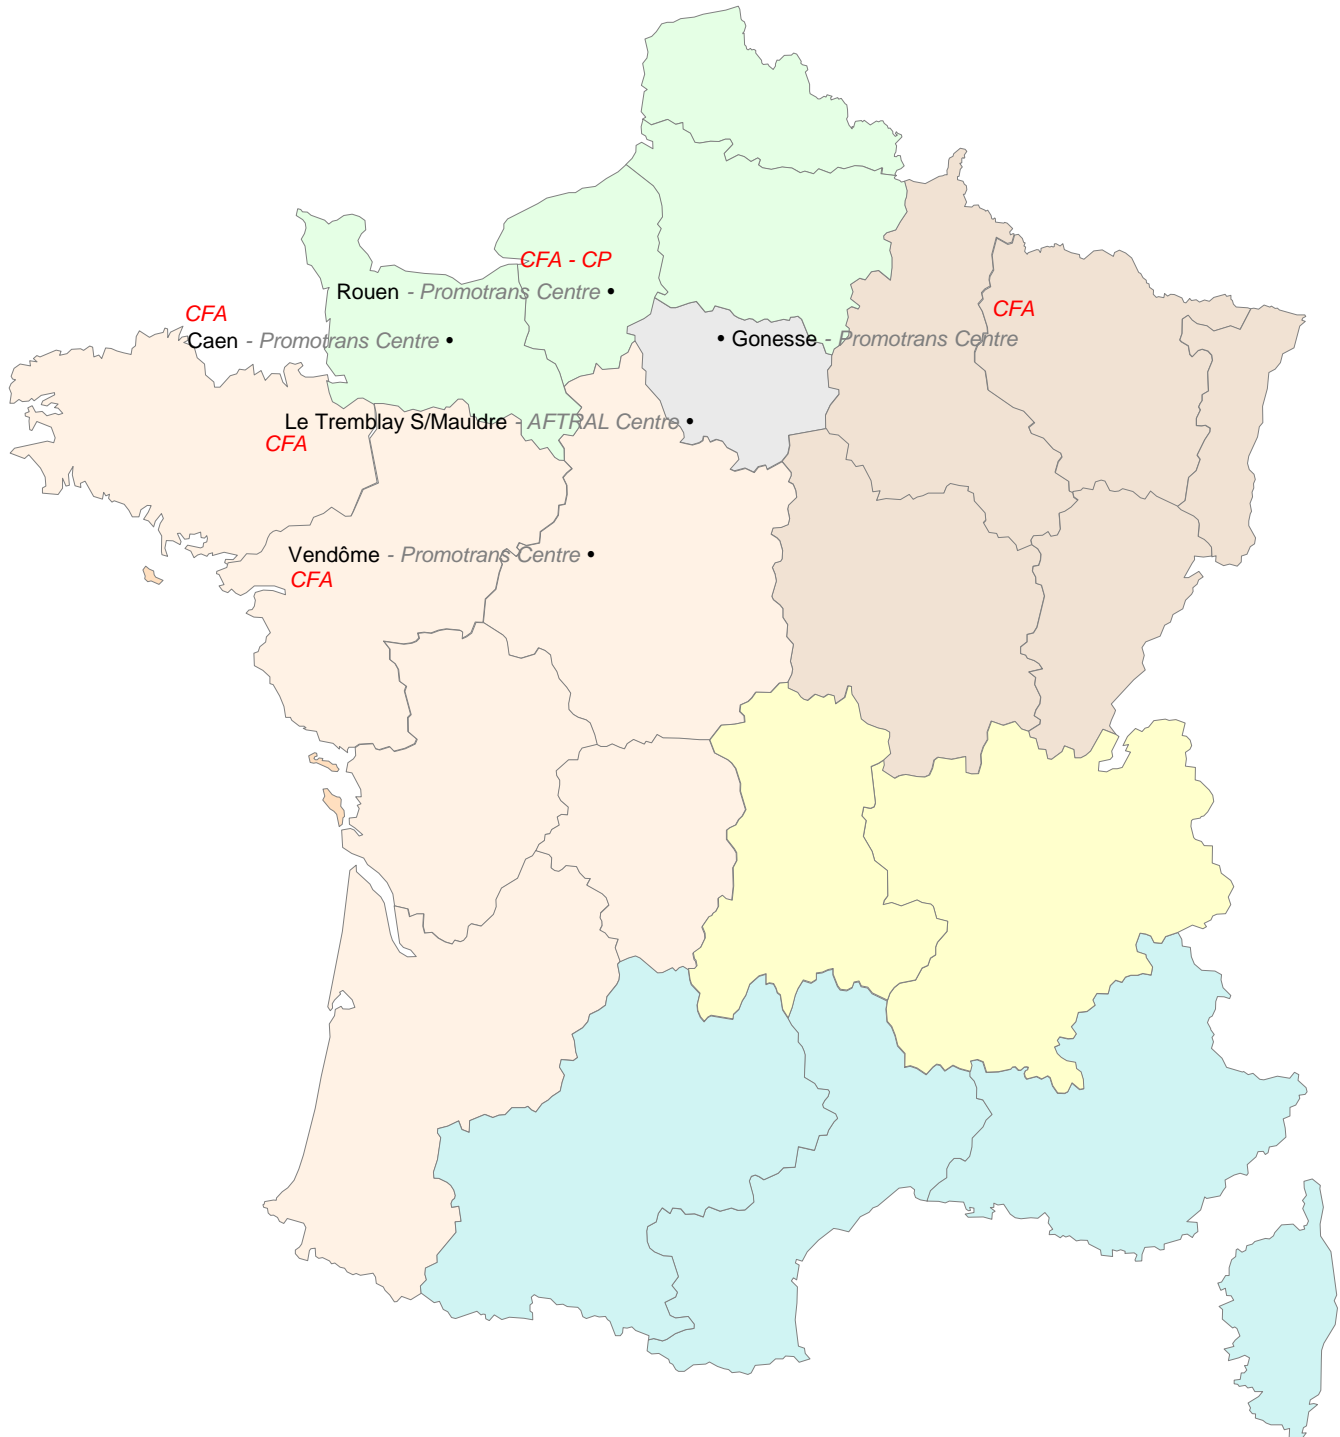 CFA - CP
Rouen - Promotrans Centre •
CFA
CFA
Caen - Promotrans Centre •
• Gonesse - Promotrans Centre
Le Tremblay S/Mauldre - AFTRAL Centre •
CFA
Vendôme - Promotrans Centre •
CFA